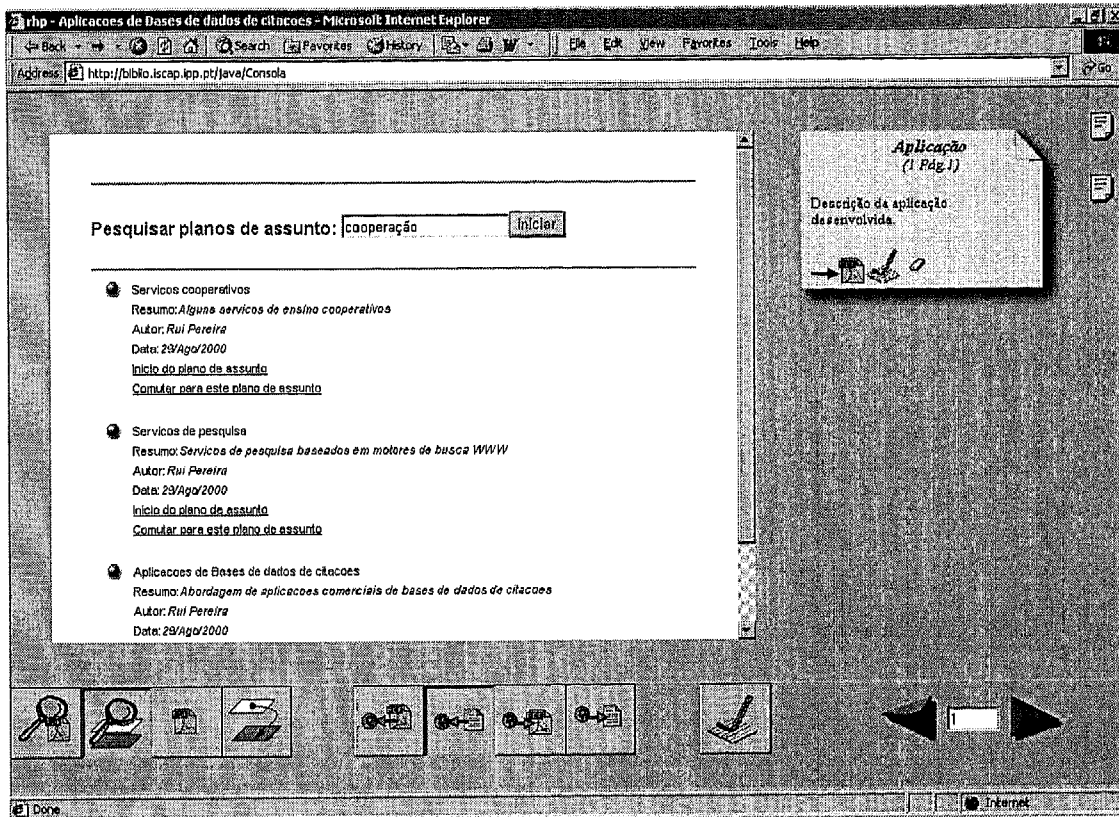 rhp - Aplicacoes de Bases de dados de citacoes - Microsoft Internet Explorer
Back Search Favorites History File Edit View Favorites Tools Help
Address http://biblio.iscap.ipp.pt/java/Consola Go
Aplicação
(1 Pág.1)
Descrição da aplicação
desenvolvida.
Pesquisar planos de assunto: cooperação Iniciar
Servicos cooperativos
Resumo: Alguns servicos de ensino cooperativos
Autor: Rui Pereira
Data: 29/Ago/2000
Inicio do plano de assunto
Comutar para este plano de assunto
Servicos de pesquisa
Resumo: Servicos de pesquisa baseados em motores de busca WWW
Autor: Rui Pereira
Data: 29/Ago/2000
Inicio do plano de assunto
Comutar para este plano de assunto
Aplicacoes de Bases de dados de citacoes
Resumo: Abordagem de aplicacoes comerciais de bases de dados de citacoes
Autor: Rui Pereira
Data: 29/Ago/2000
1
Done Internet